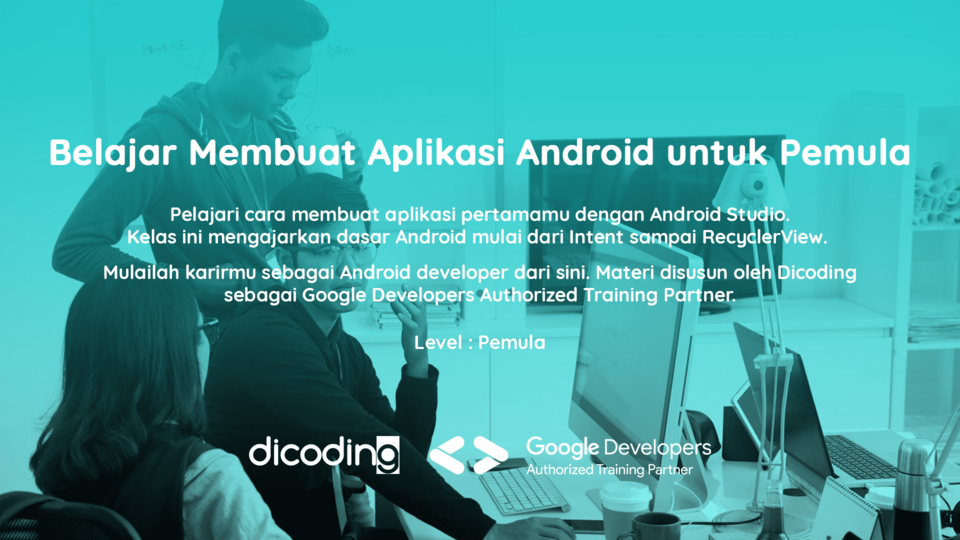 PROFILE
Belajar Membuat Aplikasi Android untuk Pemula
Pelajari cara membuat aplikasi pertamamu dengan Android Studio.
Kelas ini mengajarkan dasar Android mulai dari Intent sampai RecyclerView.
Mulailah karirmu sebagai Android developer dari sini. Materi disusun oleh Dicoding
sebagai Google Developers Authorized Training Partner.
Level : Pemula
dicoding
Google Developers
Authorized Training Partner